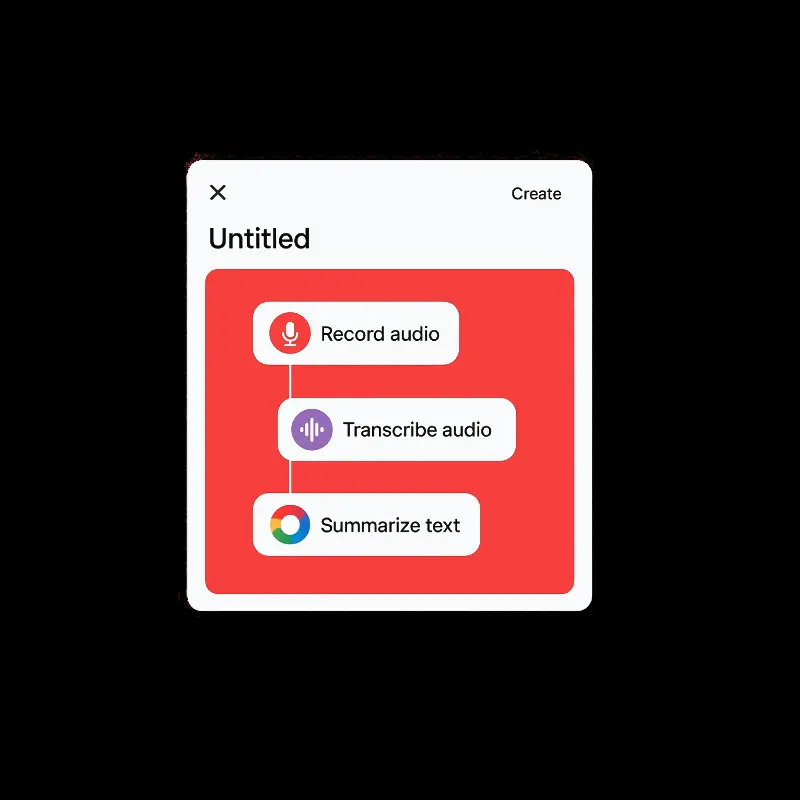 Create
Untitled
Record audio
Transcribe audio
Summarize text